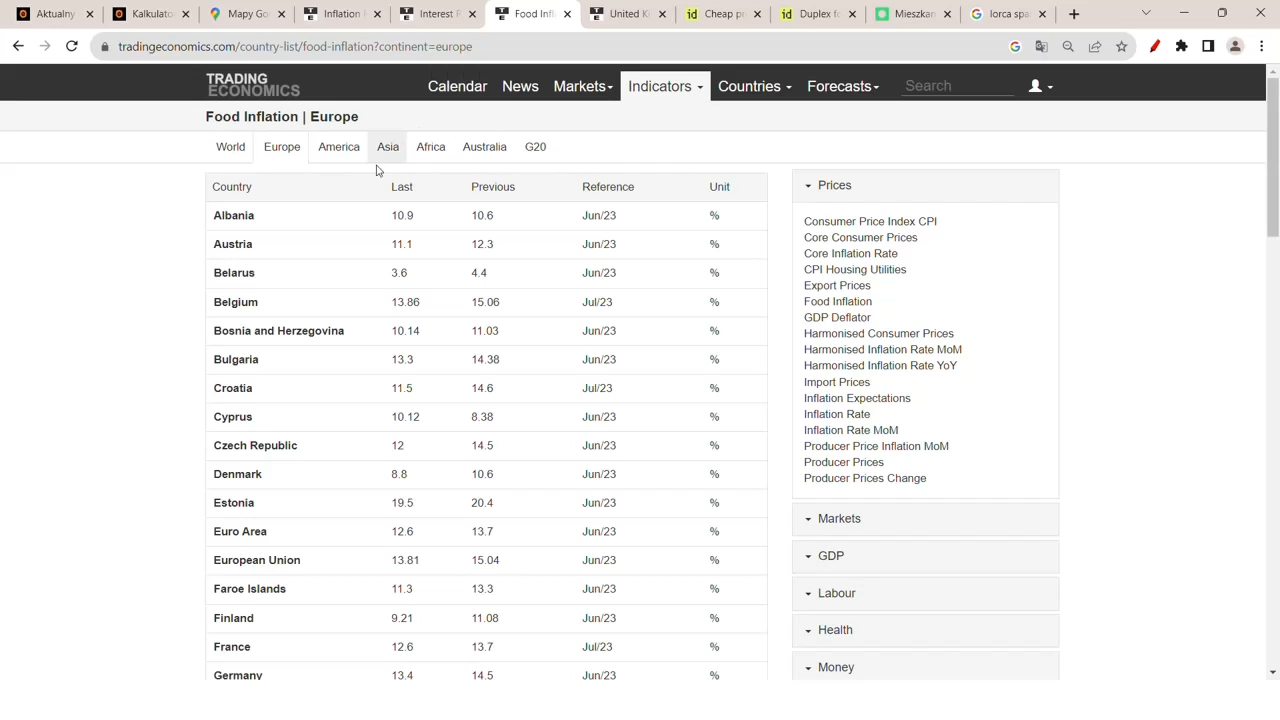 Aktualny
Kalkulator
Mapy Go
Inflation
Interest
Food Infl
United K
Cheap p
Duplex fo
Mieszkan
lorca spa
tradingeconomics.com/country-list/food-inflation?continent=europe
TRADING
ECONOMICS
Calendar News Markets Indicators Countries Forecasts Search
Food Inflation | Europe
World Europe America Asia Africa Australia G20
Country Last Previous Reference Unit
Albania 10.9 10.6 Jun/23 %
Austria 11.1 12.3 Jun/23 %
Belarus 3.6 4.4 Jun/23 %
Belgium 13.86 15.06 Jul/23 %
Bosnia and Herzegovina 10.14 11.03 Jun/23 %
Bulgaria 13.3 14.38 Jun/23 %
Croatia 11.5 14.6 Jul/23 %
Cyprus 10.12 8.38 Jun/23 %
Czech Republic 12 14.5 Jun/23 %
Denmark 8.8 10.6 Jun/23 %
Estonia 19.5 20.4 Jun/23 %
Euro Area 12.6 13.7 Jun/23 %
European Union 13.81 15.04 Jun/23 %
Faroe Islands 11.3 13.3 Jun/23 %
Finland 9.21 11.08 Jun/23 %
France 12.6 13.7 Jul/23 %
Germany 13.4 14.5 Jun/23 %
Prices
Consumer Price Index CPI
Core Consumer Prices
Core Inflation Rate
CPI Housing Utilities
Export Prices
Food Inflation
GDP Deflator
Harmonised Consumer Prices
Harmonised Inflation Rate MoM
Harmonised Inflation Rate YoY
Import Prices
Inflation Expectations
Inflation Rate
Inflation Rate MoM
Producer Price Inflation MoM
Producer Prices
Producer Prices Change
Markets
GDP
Labour
Health
Money